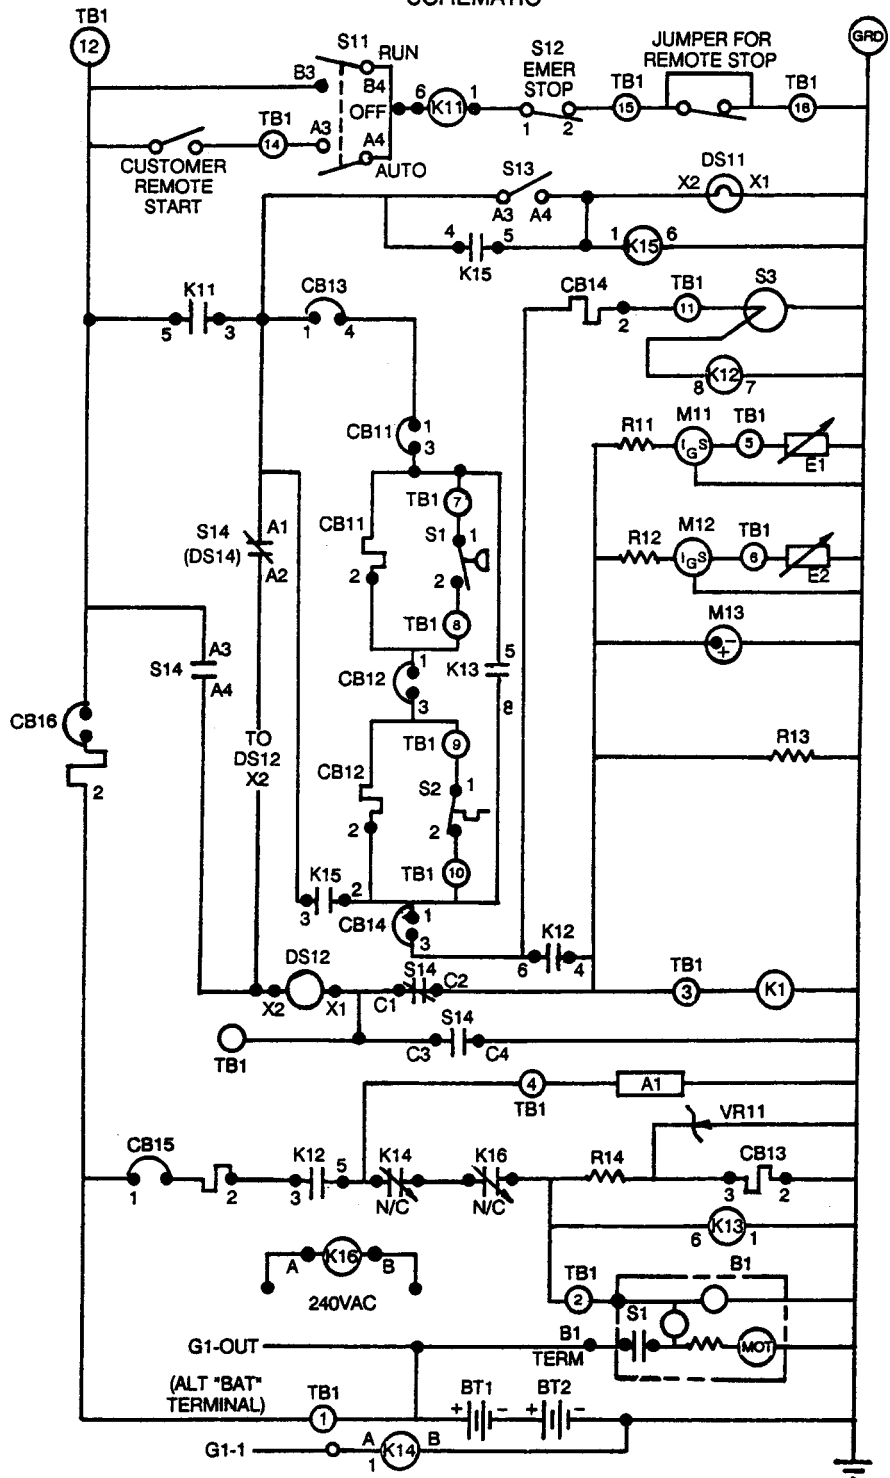 SCHEMATIC
TB1
12
GRD
S11
RUN
B3
B4
OFF
6
K11
1
S12
EMER
STOP
1
2
TB1
15
JUMPER FOR
REMOTE STOP
TB1
16
CUSTOMER
REMOTE
START
TB1
14
A3
A4
AUTO
S13
A3
A4
DS11
X2
X1
4
5
K15
1
K15
6
K11
5
3
CB13
1
4
CB14
2
TB1
11
S3
8
K12
7
CB11
1
3
R11
M11
IGS
TB1
5
E1
CB11
2
TB1
7
S1
1
2
TB1
8
S14
(DS14)
A1
A2
R12
M12
IGS
TB1
6
E2
M13
+
-
S14
A3
A4
CB12
1
3
K13
5
8
CB16
2
TO
DS12
X2
CB12
2
TB1
9
S2
1
2
TB1
10
R13
K15
3
2
CB14
1
3
K12
6
4
DS12
X2
X1
S14
C1
C2
TB1
3
K1
TB1
S14
C3
C4
4
TB1
A1
VR11
CB15
1
2
K12
3
5
K14
N/C
K16
N/C
R14
CB13
3
2
6
K13
1
A
K16
B
240VAC
TB1
2
B1
S1
B1
TERM
MOT
G1-OUT
(ALT "BAT"
TERMINAL)
TB1
1
BT1
+
-
BT2
+
-
G1-1
A
1
K14
B